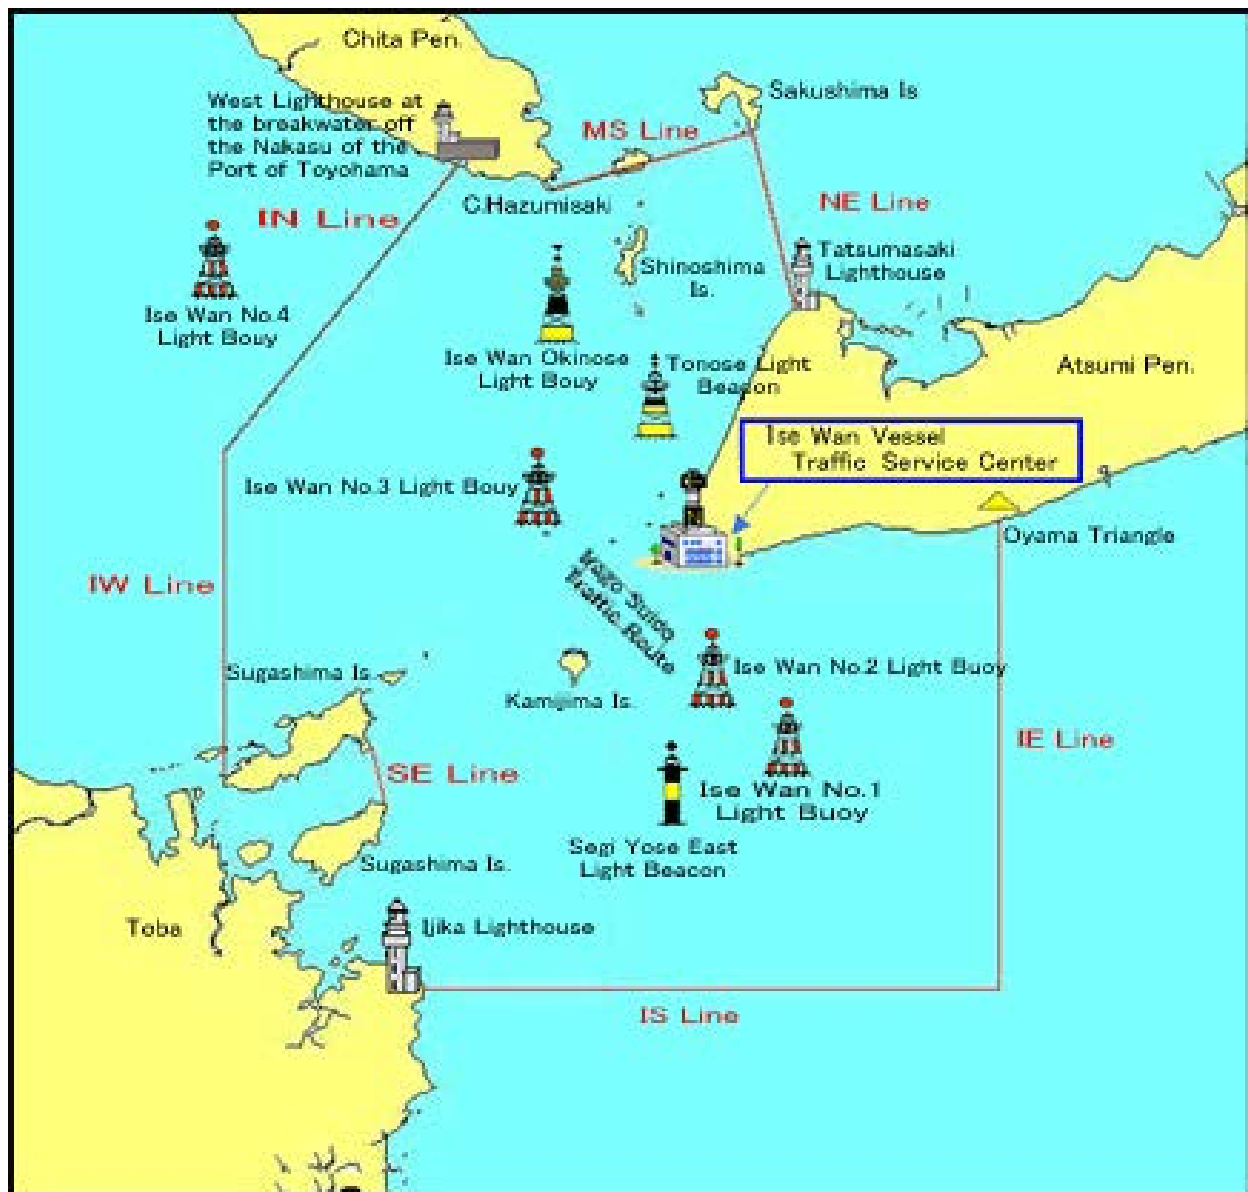 Chita Pen.
Sakushima Is
West Lighthouse at
the breakwater off
the Nakasu of the
Port of Toyohama
MS Line
C.Hazumisaki
NE Line
IN Line
Tatsumasaki
Lighthouse
Shinoshima
Is.
Ise Wan No.4
Light Bouy
Ise Wan Okinose
Light Bouy
Tonose Light
Beacon
Atsumi Pen.
Ise Wan Vessel
Traffic Service Center
Ise Wan No.3 Light Bouy
Oyama Triangle
IW Line
Irago Suido
Traffic Route
Sugashima Is.
Kamijima Is.
Ise Wan No.2 Light Buoy
IE Line
SE Line
Ise Wan No.1
Light Buoy
Segi Yose East
Light Beacon
Sugashima Is.
Toba
Ijika Lighthouse
IS Line